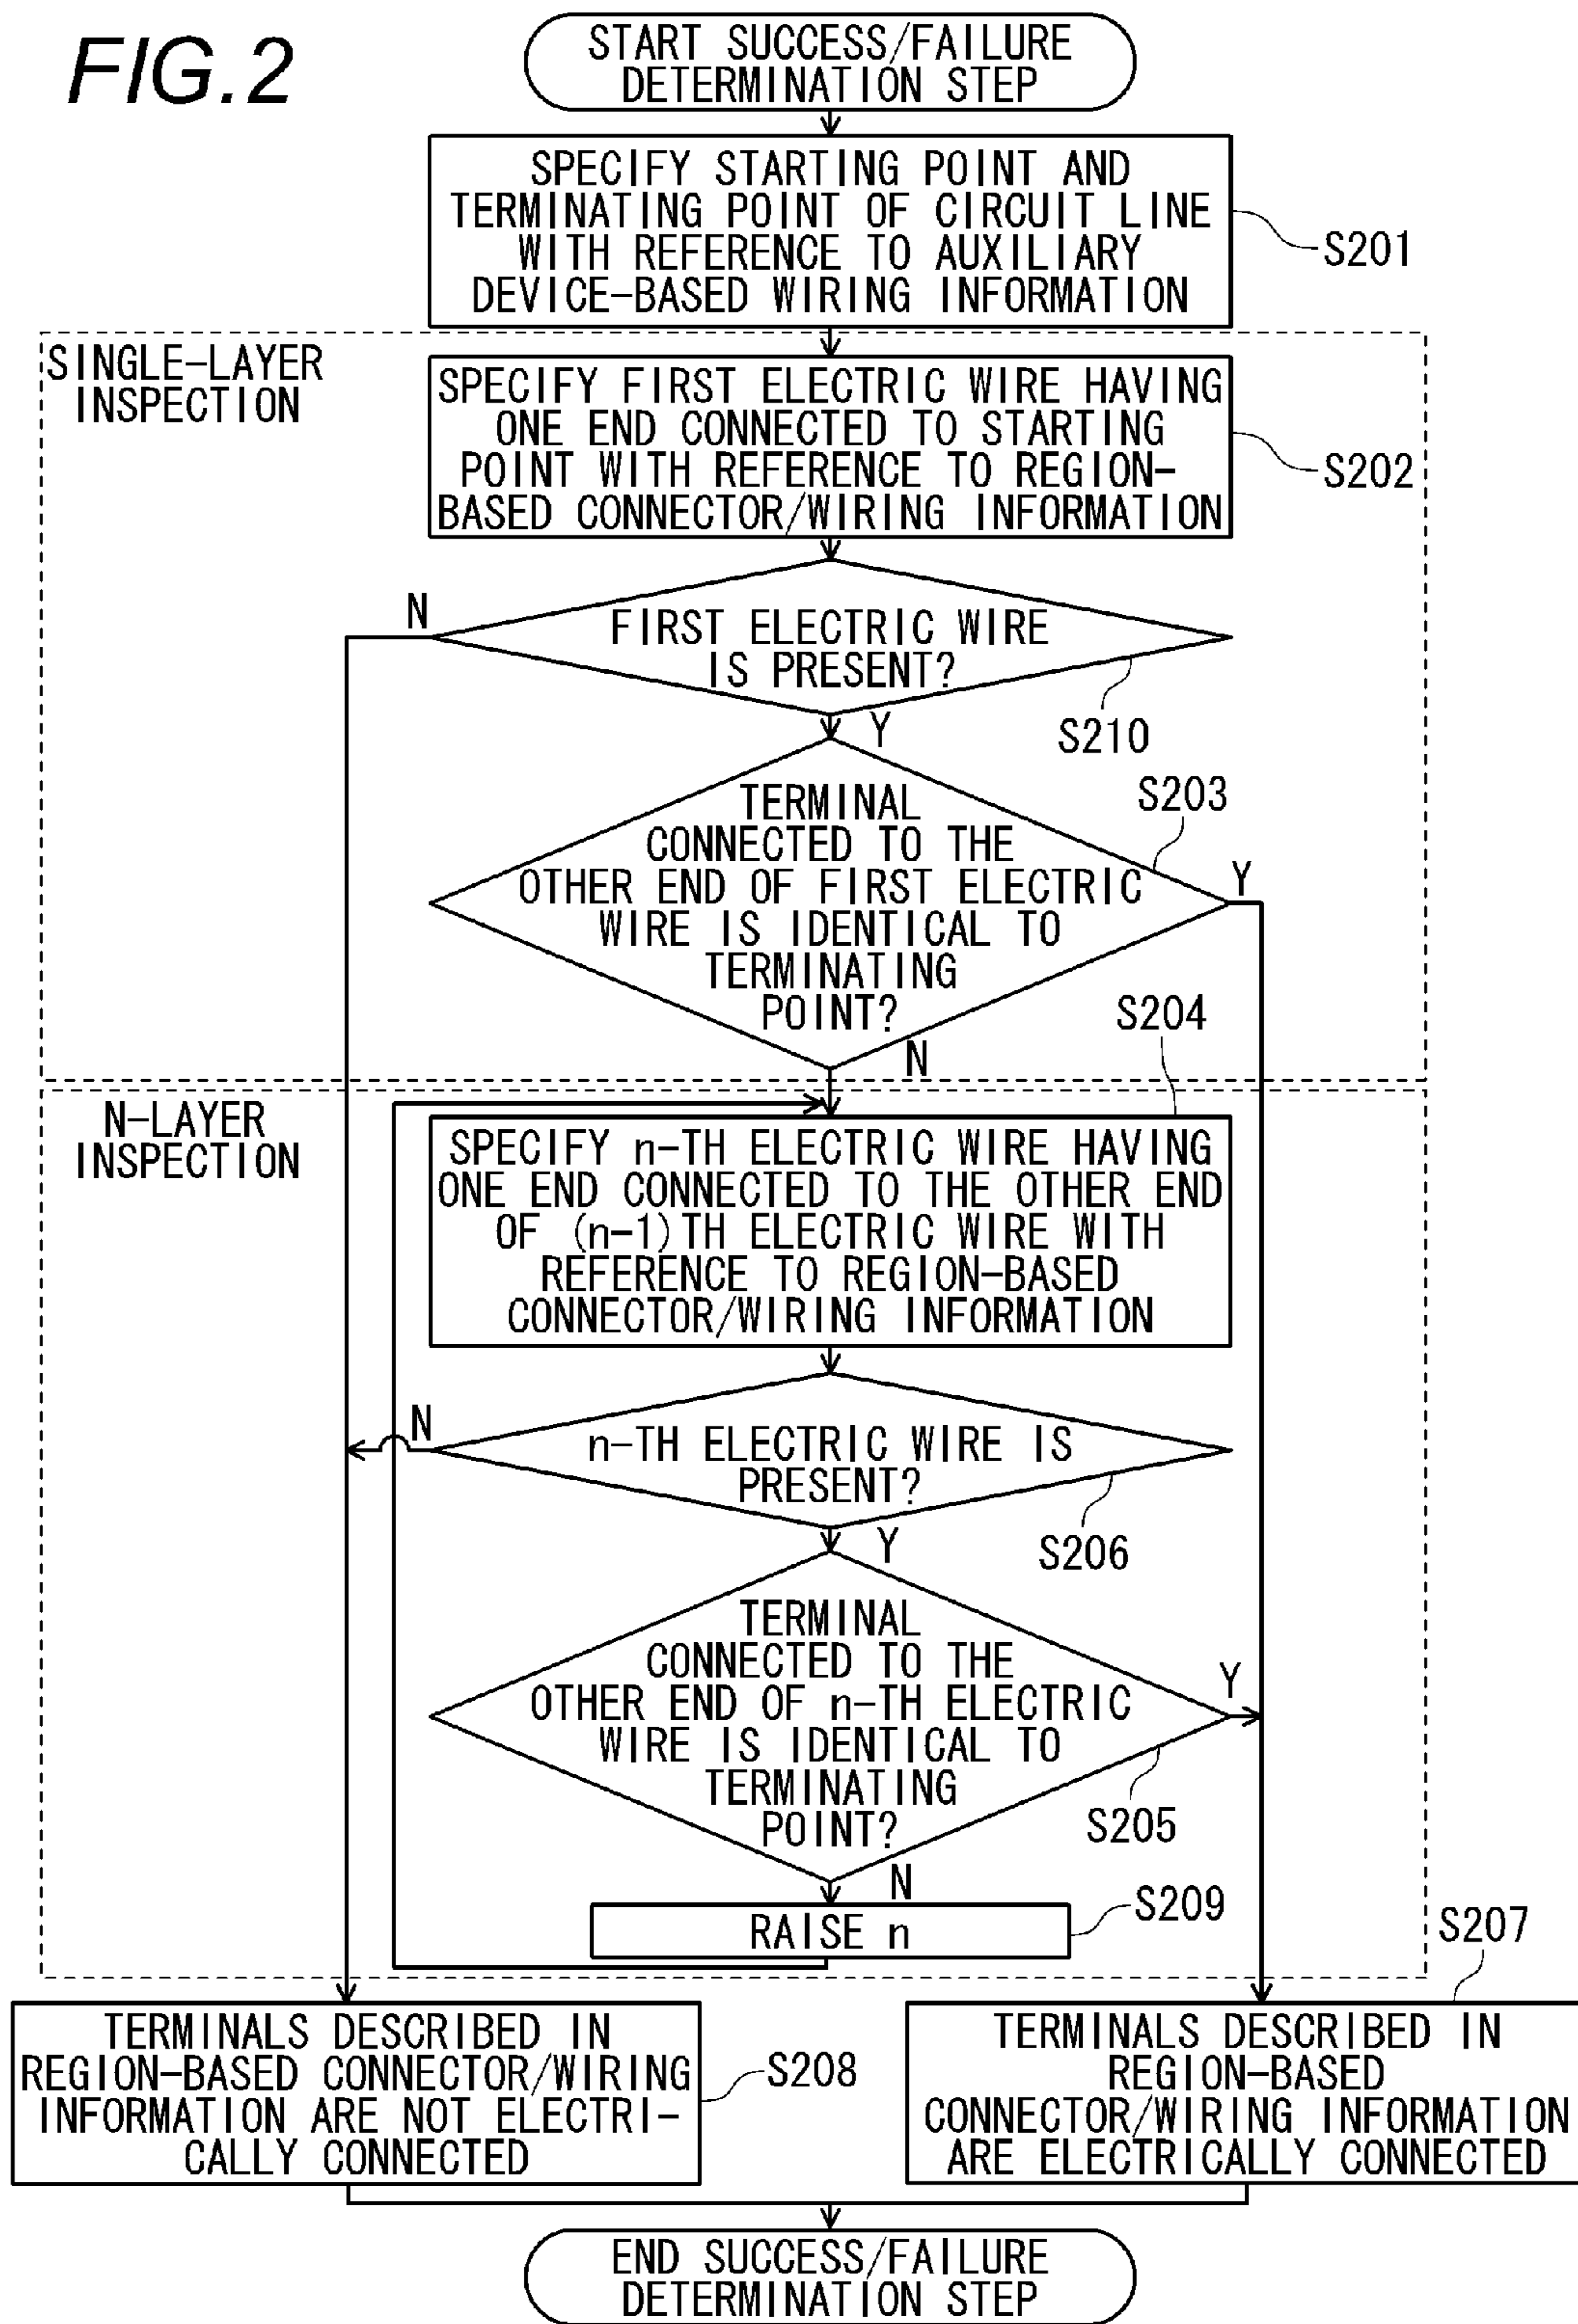 FIG.2
START SUCCESS/FAILURE
DETERMINATION STEP
SPECIFY STARTING POINT AND
TERMINATING POINT OF CIRCUIT LINE
WITH REFERENCE TO AUXILIARY
DEVICE-BASED WIRING INFORMATION
S201
SINGLE-LAYER
INSPECTION
SPECIFY FIRST ELECTRIC WIRE HAVING
ONE END CONNECTED TO STARTING
POINT WITH REFERENCE TO REGION-
BASED CONNECTOR/WIRING INFORMATION
S202
N
FIRST ELECTRIC WIRE
IS PRESENT?
S210
Y
TERMINAL
CONNECTED TO THE
OTHER END OF FIRST ELECTRIC
WIRE IS IDENTICAL TO
TERMINATING
POINT?
S203
Y
N
S204
N-LAYER
INSPECTION
SPECIFY n-TH ELECTRIC WIRE HAVING
ONE END CONNECTED TO THE OTHER END
OF (n-1)TH ELECTRIC WIRE WITH
REFERENCE TO REGION-BASED
CONNECTOR/WIRING INFORMATION
N
n-TH ELECTRIC WIRE IS
PRESENT?
S206
Y
TERMINAL
CONNECTED TO THE
OTHER END OF n-TH ELECTRIC
WIRE IS IDENTICAL TO
TERMINATING
POINT?
Y
S205
N
RAISE n
S209
S207
TERMINALS DESCRIBED IN
REGION-BASED CONNECTOR/WIRING
INFORMATION ARE NOT ELECTRI-
CALLY CONNECTED
S208
TERMINALS DESCRIBED IN
REGION-BASED
CONNECTOR/WIRING INFORMATION
ARE ELECTRICALLY CONNECTED
END SUCCESS/FAILURE
DETERMINATION STEP